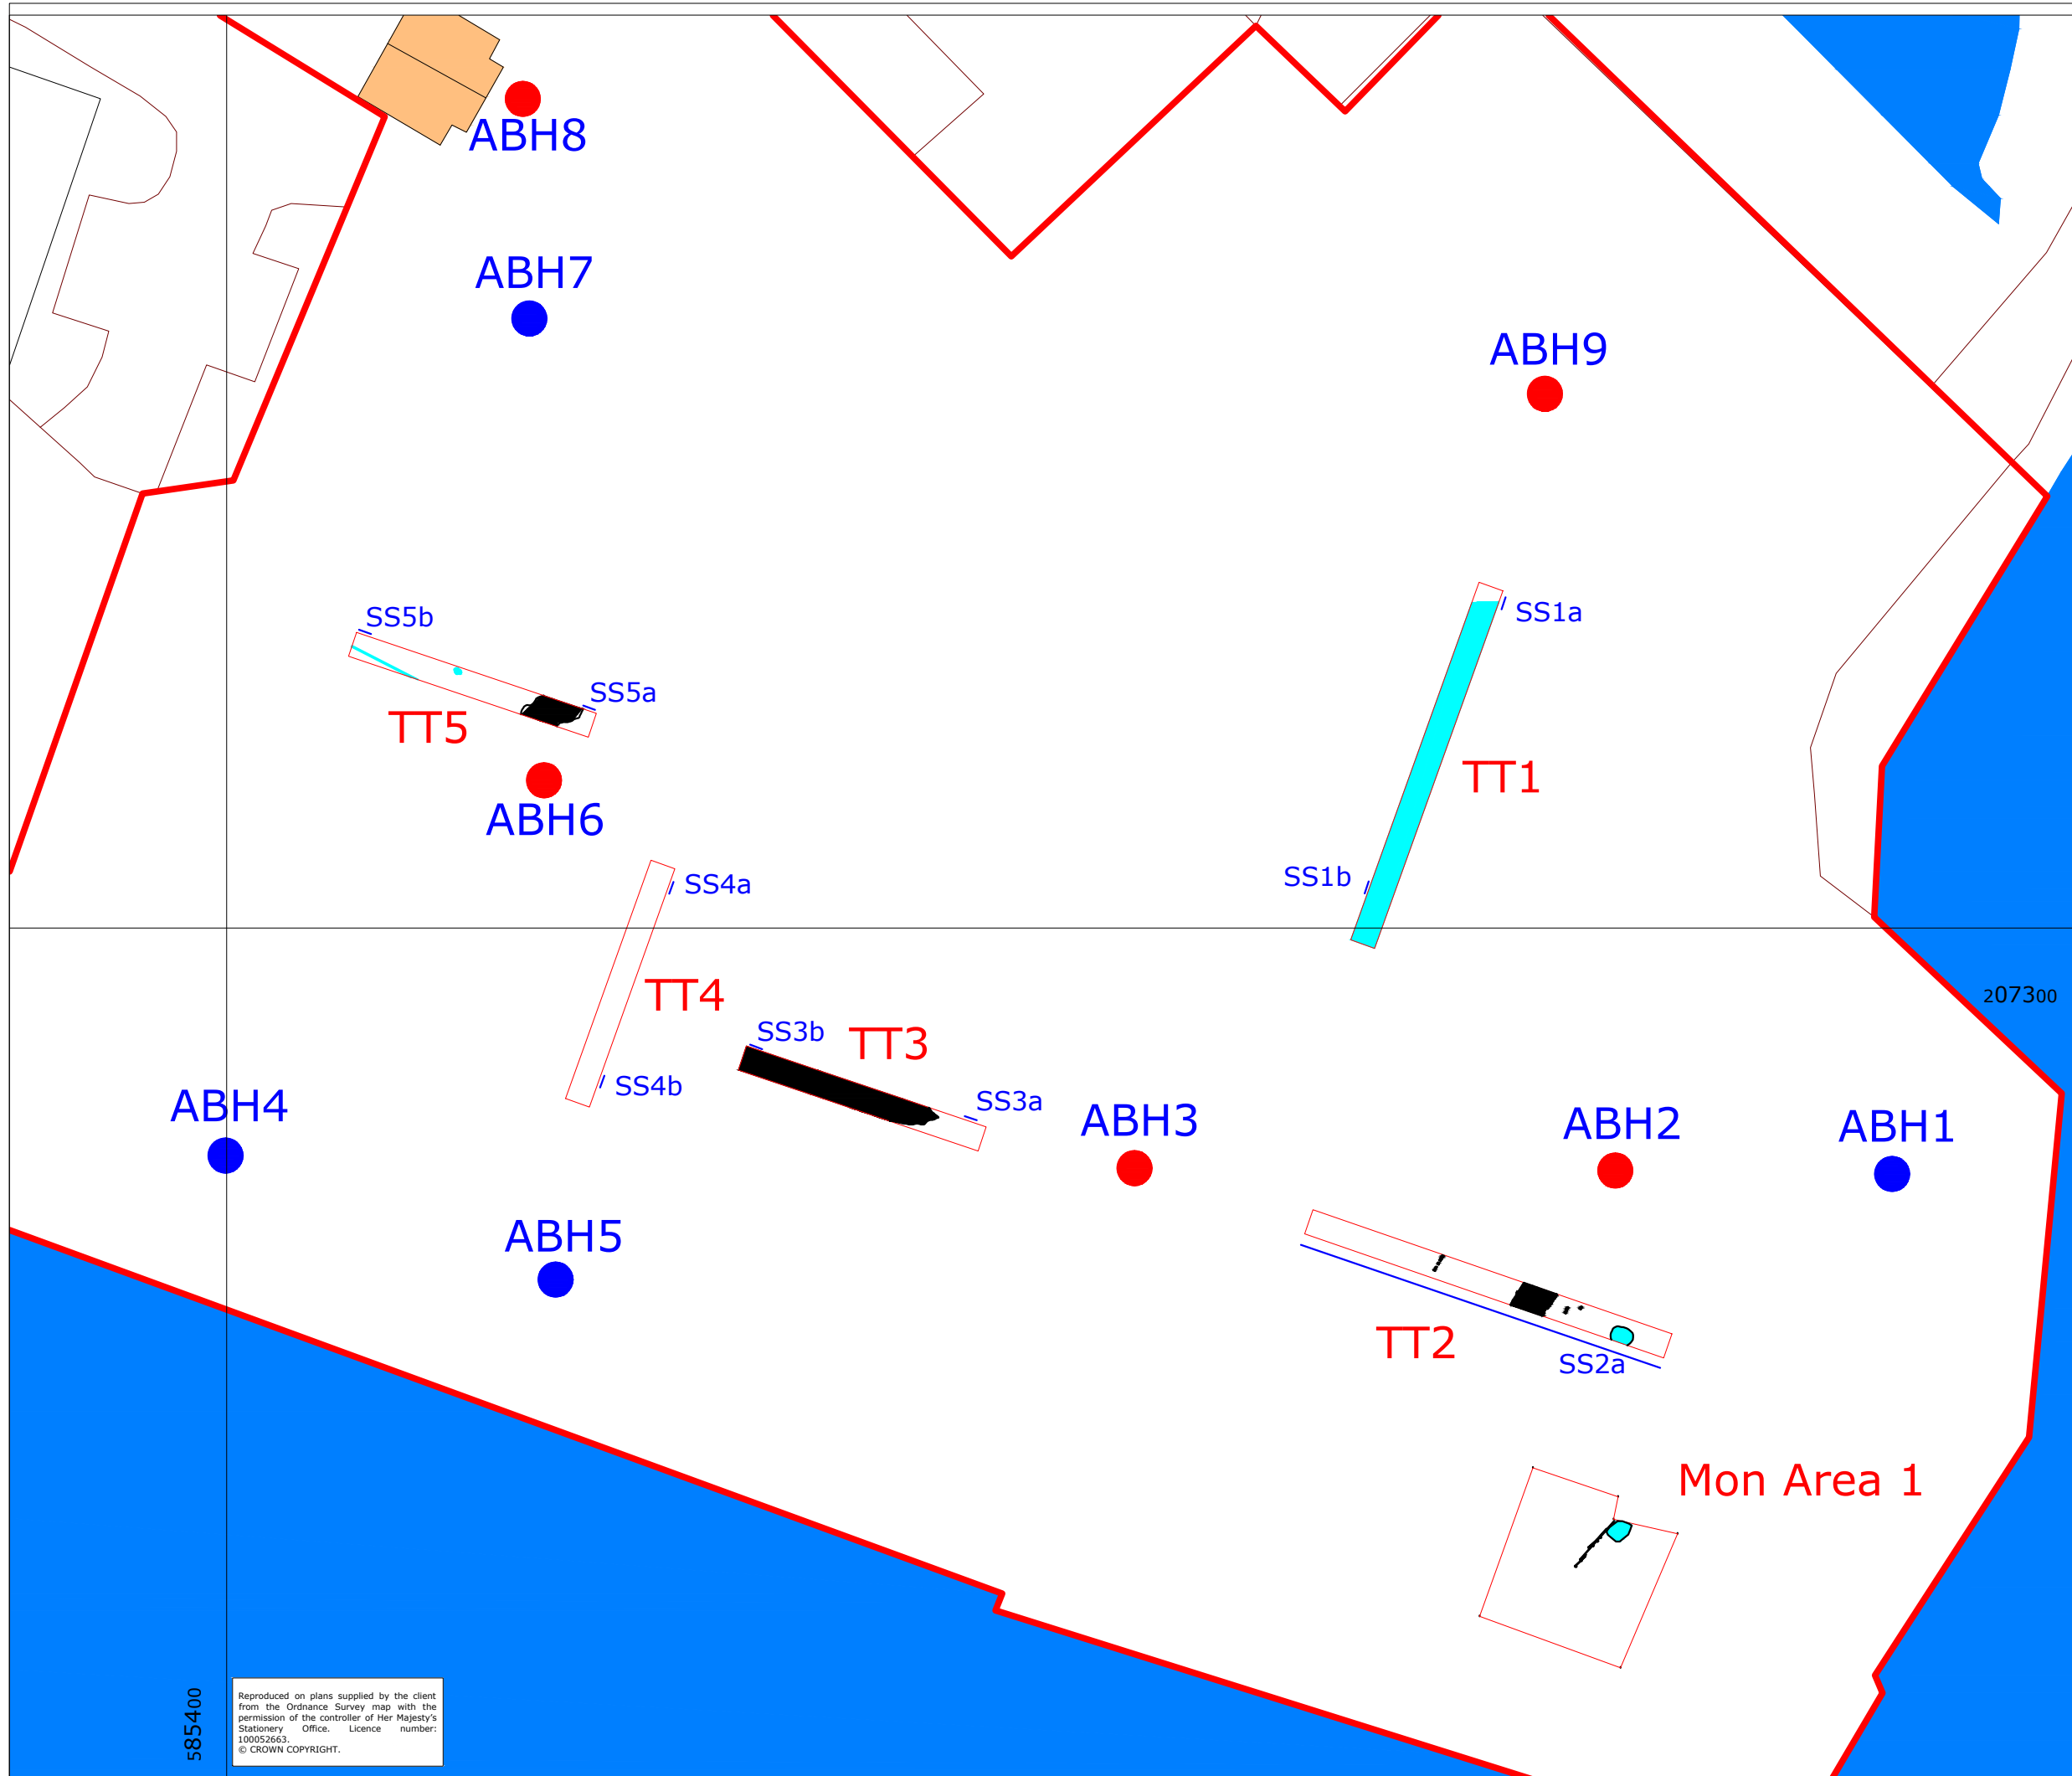 ABH8
ABH7
ABH9
SS5b
SS1a
SS5a
TT5
TT1
ABH6
SS4a
SS1b
TT4
207300
SS3b
TT3
SS4b
SS3a
ABH4
ABH3
ABH2
ABH1
ABH5
TT2
SS2a
Mon Area 1
585400
Reproduced on plans supplied by the client
from the Ordnance Survey map with the
permission of the controller of Her Majesty's
Stationery Office. Licence number:
100052663.
© CROWN COPYRIGHT.